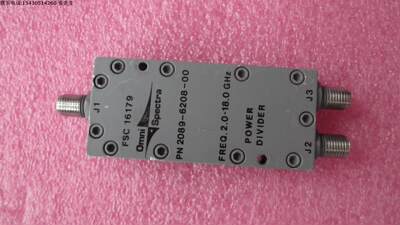 J1
FSC 16179
Omni
Spectra
PN 2089-6208-00
FREQ. 2.0-18.0 GHz
POWER
DIVIDER
J3
J2